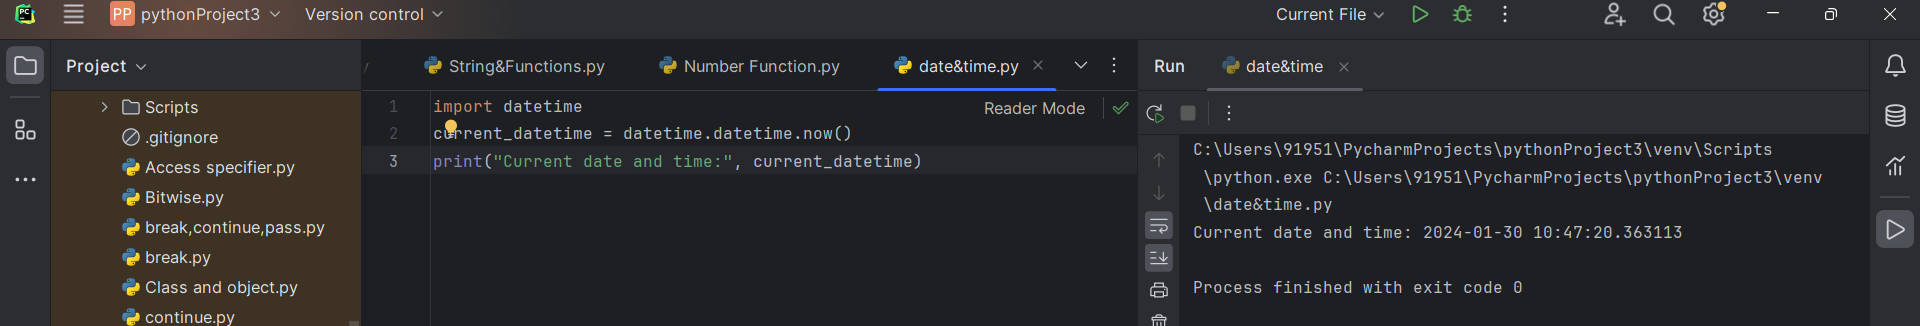 PC
PP pythonProject3 Version control Current File
Project
String&Functions.py Number Function.py date&time.py
Run date&time
Scripts
.gitignore
Access specifier.py
Bitwise.py
break,continue,pass.py
break.py
Class and object.py
continue.py
1 import datetime
2 current_datetime = datetime.datetime.now()
3 print("Current date and time:", current_datetime)
Reader Mode
C:\Users\91951\PycharmProjects\pythonProject3\venv\Scripts
\python.exe C:\Users\91951\PycharmProjects\pythonProject3\venv
\date&time.py
Current date and time: 2024-01-30 10:47:20.363113
Process finished with exit code 0